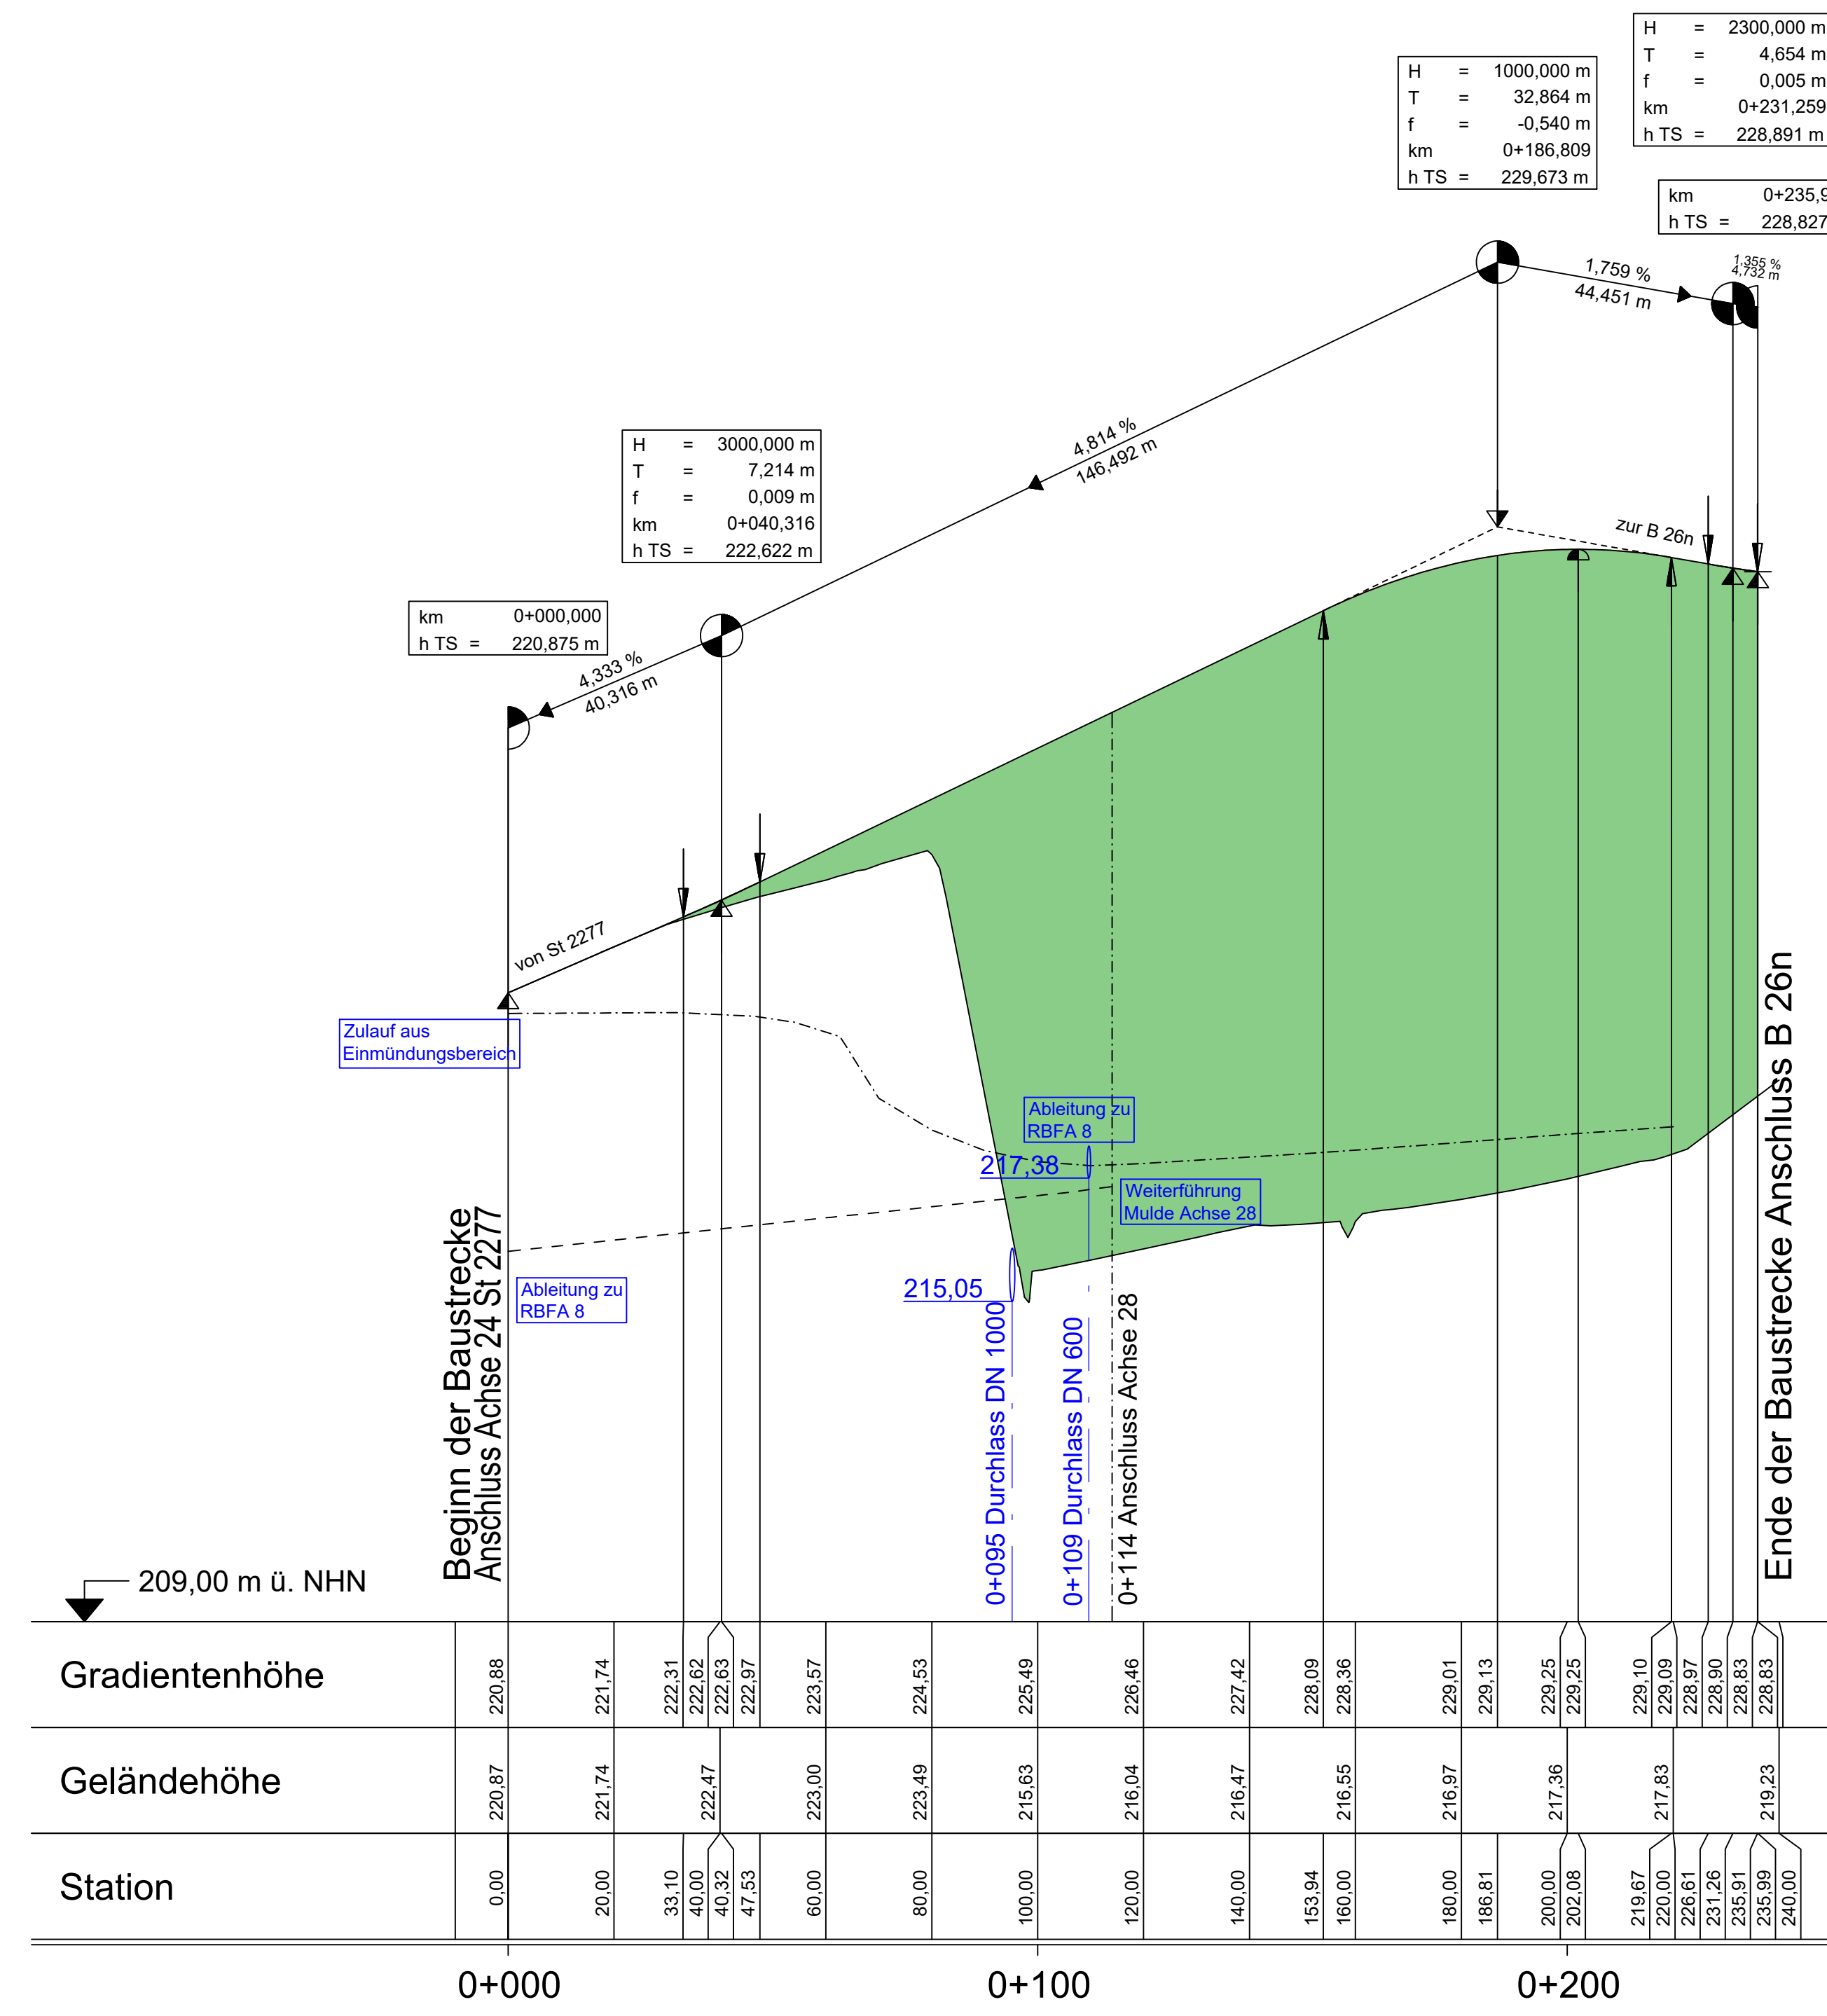 H = 2300,000 m
T = 4,654 m
f = 0,005 m
km 0+231,259
h TS = 228,891 m
H = 1000,000 m
T = 32,864 m
f = -0,540 m
km 0+186,809
h TS = 229,673 m
km 0+235,9
h TS = 228,827
1,759 %
44,451 m
1,355 %
4,732 m
4,814 %
146,492 m
H = 3000,000 m
T = 7,214 m
f = 0,009 m
km 0+040,316
h TS = 222,622 m
zur B 26n
km 0+000,000
h TS = 220,875 m
4,333 %
40,316 m
von St 2277
Zulauf aus
Einmündungsbereich
Ableitung zu
RBFA 8
217,38
Weiterführung
Mulde Achse 28
215,05
Ableitung zu
RBFA 8
Beginn der Baustrecke
Anschluss Achse 24 St 2277
0+095 Durchlass DN 1000
0+109 Durchlass DN 600
0+114 Anschluss Achse 28
Ende der Baustrecke Anschluss B 26n
209,00 m ü. NHN
Gradientenhöhe 220,88 221,74 222,31 222,62 222,63 222,97 223,57 224,53 225,49 226,46 227,42 228,09 228,36 229,01 229,13 229,25 229,25 229,10 229,09 228,97 228,90 228,83 228,83
Geländehöhe 220,87 221,74 222,47 223,00 223,49 215,63 216,04 216,47 216,55 216,97 217,36 217,83 219,23
Station 0,00 20,00 33,10 40,00 40,32 47,53 60,00 80,00 100,00 120,00 140,00 153,94 160,00 180,00 186,81 200,00 202,08 219,67 220,00 226,61 231,26 235,91 235,99 240,00
0+000 0+100 0+200